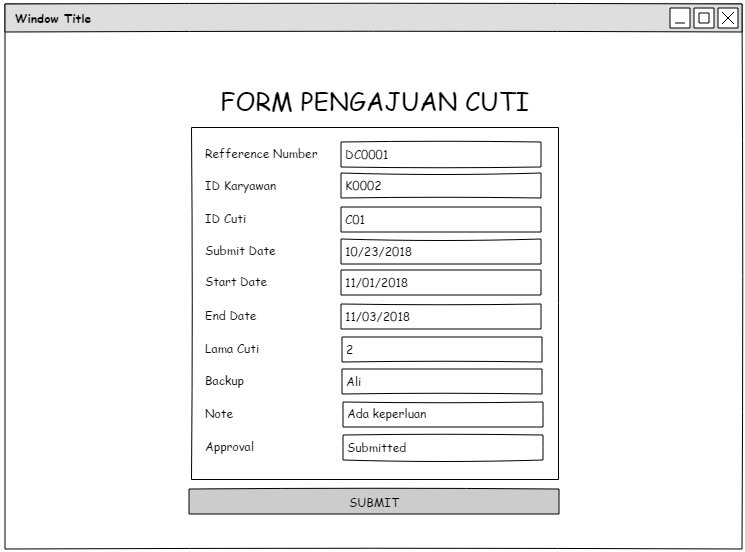 Window Title
FORM PENGAJUAN CUTI
Refference Number DC0001
ID Karyawan K0002
ID Cuti C01
Submit Date 10/23/2018
Start Date 11/01/2018
End Date 11/03/2018
Lama Cuti 2
Backup Ali
Note Ada keperluan
Approval Submitted
SUBMIT